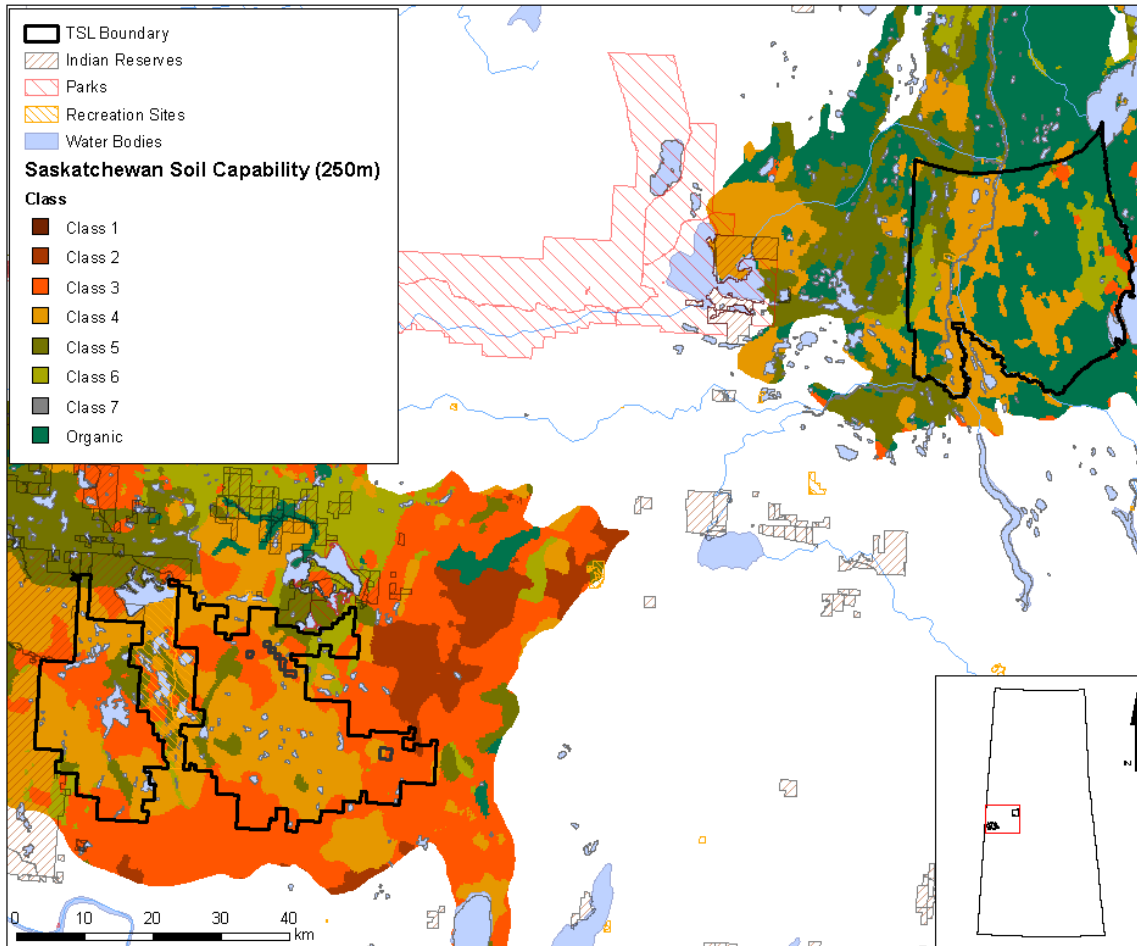 TSL Boundary
Indian Reserves
Parks
Recreation Sites
Water Bodies
Saskatchewan Soil Capability (250m)
Class
Class 1
Class 2
Class 3
Class 4
Class 5
Class 6
Class 7
Organic
0 10 20 30 40
km
N